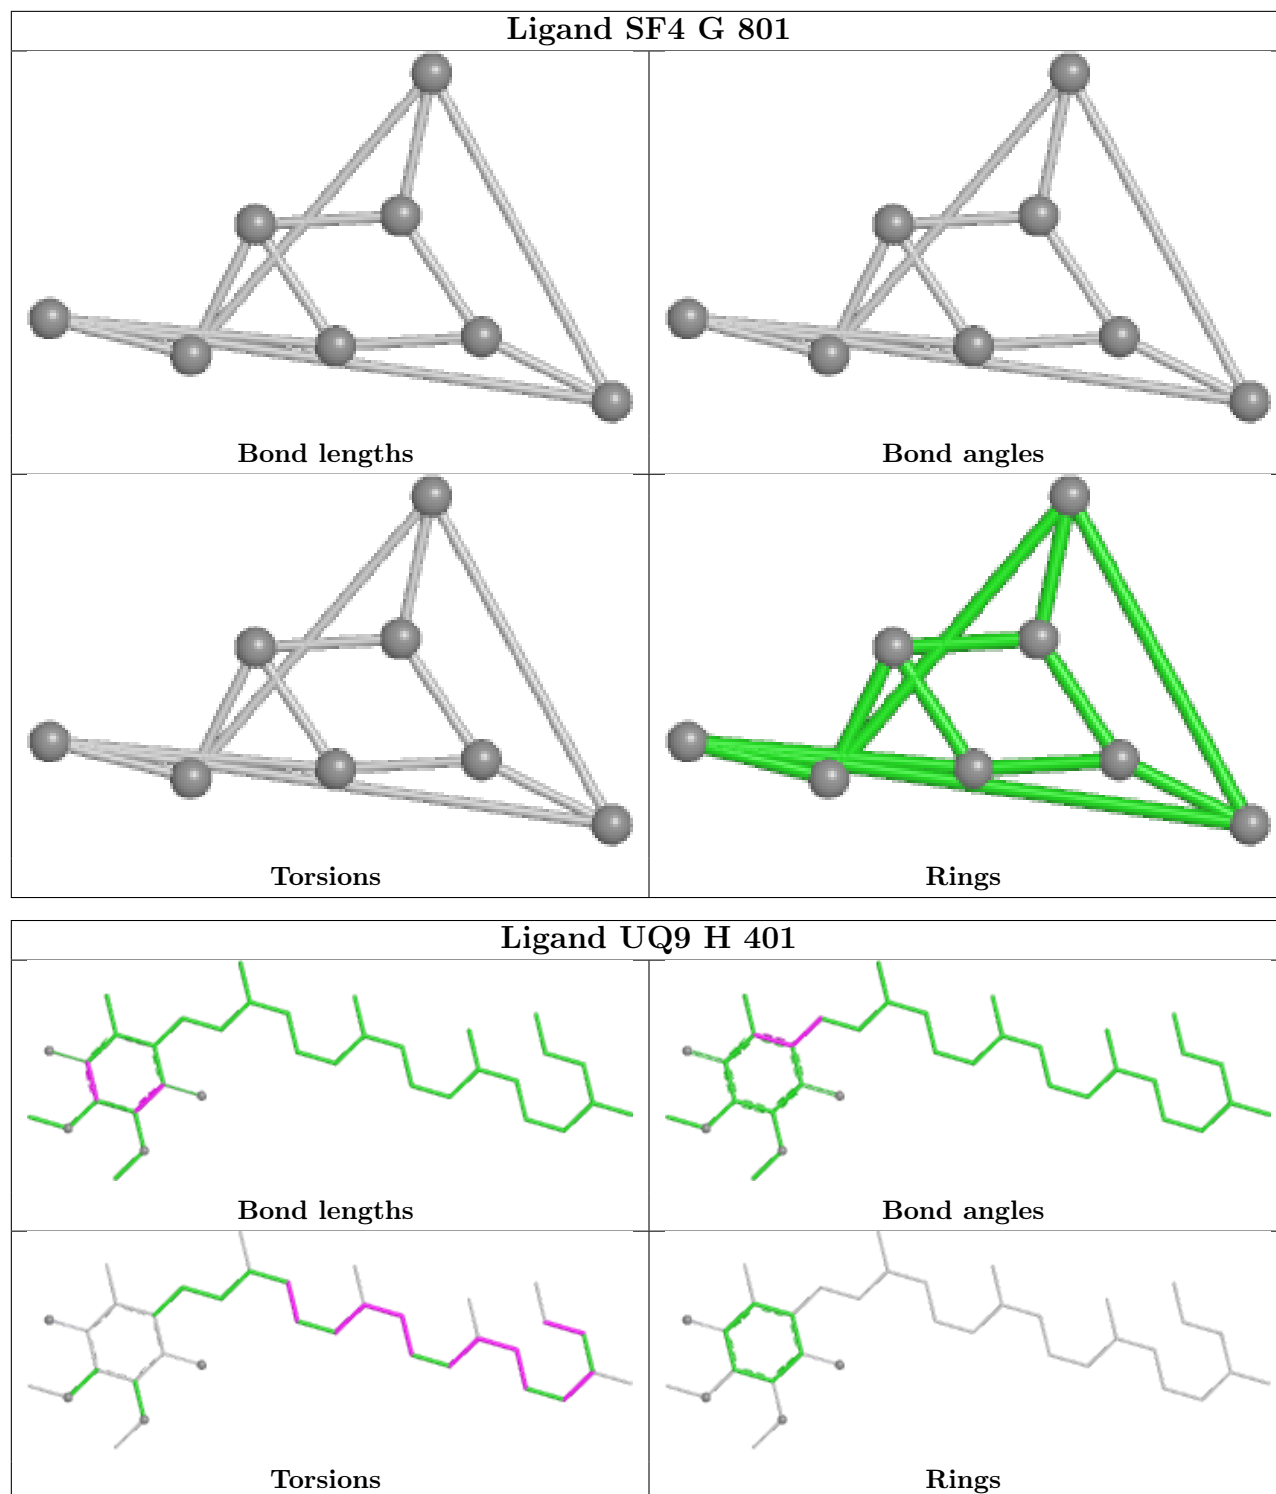 Ligand SF4 G 801
Bond lengths
Bond angles
Torsions
Rings
Ligand UQ9 H 401
Bond lengths
Bond angles
Torsions
Rings